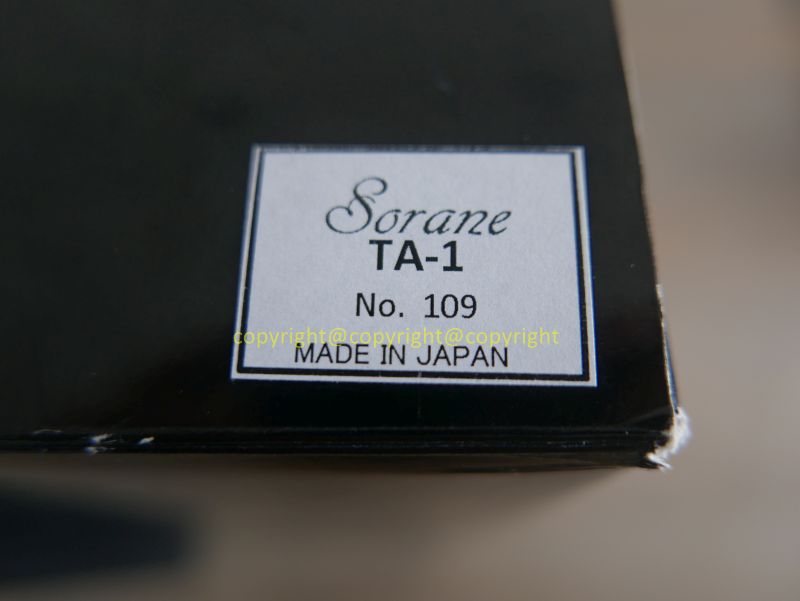 Sorane
TA-1
No. 109
copyright@copyright@copyright
MADE IN JAPAN